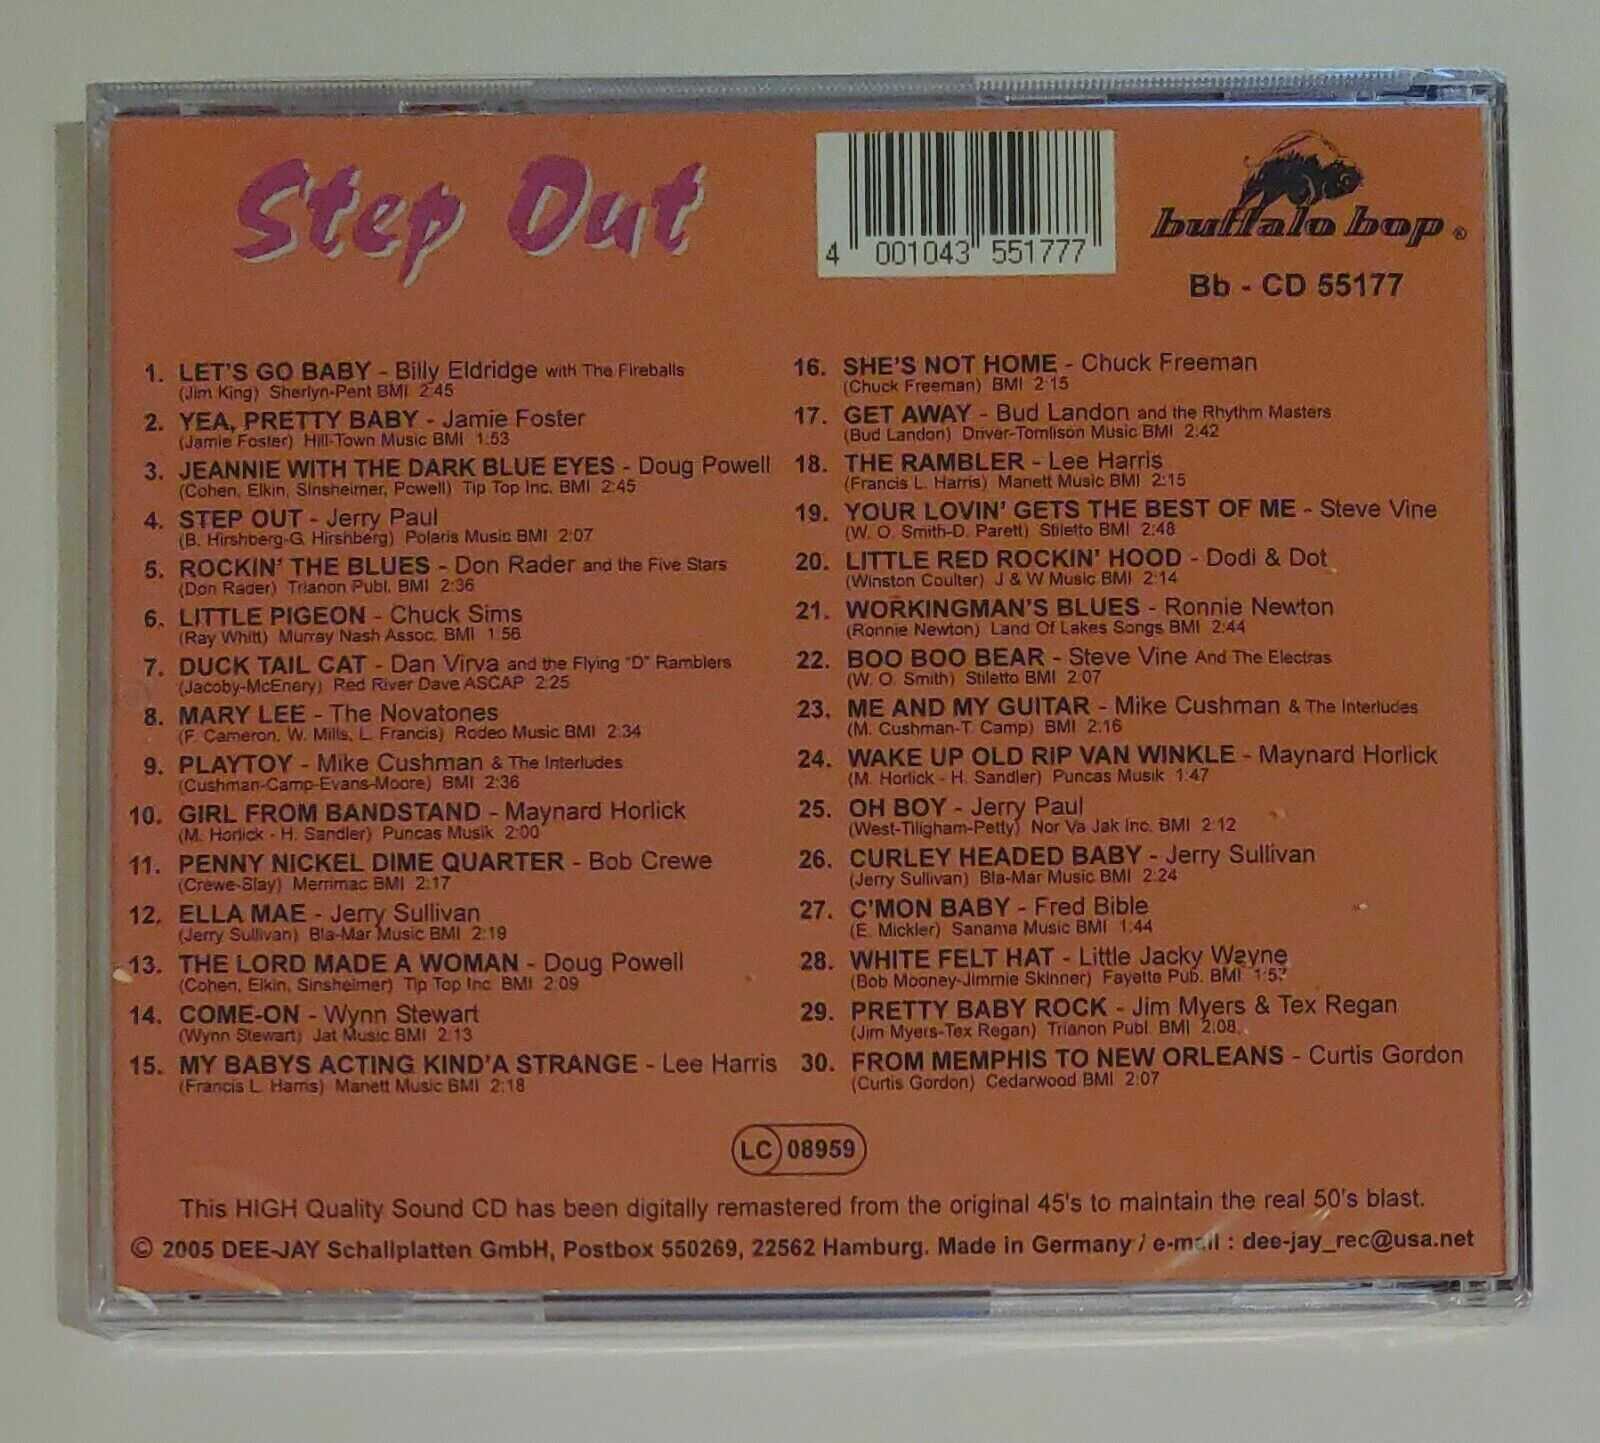 Step Out
4 001043 551777
buffalo bop ®
Bb - CD 55177
1. LET'S GO BABY - Billy Eldridge with The Fireballs
(Jim King) Sherlyn-Pent BMI 2:45
2. YEA, PRETTY BABY - Jamie Foster
(Jamie Foster) Hill-Town Music BMI 1:53
3. JEANNIE WITH THE DARK BLUE EYES - Doug Powell
(Cohen, Elkin, Sinsheimer, Powell) Tip Top Inc. BMI 2:45
4. STEP OUT - Jerry Paul
(B. Hirshberg-G. Hirshberg) Polaris Music BMI 2:07
5. ROCKIN' THE BLUES - Don Rader and the Five Stars
(Don Rader) Trianon Publ. BMI 2:36
6. LITTLE PIGEON - Chuck Sims
(Ray Whitt) Murray Nash Assoc. BMI 1:56
7. DUCK TAIL CAT - Dan Virva and the Flying "D" Ramblers
(Jacoby-McEnery) Red River Dave ASCAP 2:25
8. MARY LEE - The Novatones
(F. Cameron, W. Mills, L. Francis) Rodeo Music BMI 2:34
9. PLAYTOY - Mike Cushman & The Interludes
(Cushman-Camp-Evans-Moore) BMI 2:36
10. GIRL FROM BANDSTAND - Maynard Horlick
(M. Horlick - H. Sandler) Puncas Musik 2:00
11. PENNY NICKEL DIME QUARTER - Bob Crewe
(Crewe-Slay) Merrimac BMI 2:17
12. ELLA MAE - Jerry Sullivan
(Jerry Sullivan) Bla-Mar Music BMI 2:19
13. THE LORD MADE A WOMAN - Doug Powell
(Cohen, Elkin, Sinsheimer) Tip Top Inc. BMI 2:09
14. COME-ON - Wynn Stewart
(Wynn Stewart) Jat Music BMI 2:13
15. MY BABYS ACTING KIND'A STRANGE - Lee Harris
(Francis L. Harris) Manett Music BMI 2:18
16. SHE'S NOT HOME - Chuck Freeman
(Chuck Freeman) BMI 2:15
17. GET AWAY - Bud Landon and the Rhythm Masters
(Bud Landon) Driver-Tomlison Music BMI 2:42
18. THE RAMBLER - Lee Harris
(Francis L. Harris) Manett Music BMI 2:15
19. YOUR LOVIN' GETS THE BEST OF ME - Steve Vine
(W. O. Smith-D. Parett) Stiletto BMI 2:48
20. LITTLE RED ROCKIN' HOOD - Dodi & Dot
(Winston Coulter) J & W Music BMI 2:14
21. WORKINGMAN'S BLUES - Ronnie Newton
(Ronnie Newton) Land Of Lakes Songs BMI 2:44
22. BOO BOO BEAR - Steve Vine And The Electras
(W. O. Smith) Stiletto BMI 2:07
23. ME AND MY GUITAR - Mike Cushman & The Interludes
(M. Cushman-T. Camp) BMI 2:16
24. WAKE UP OLD RIP VAN WINKLE - Maynard Horlick
(M. Horlick - H. Sandler) Puncas Musik 1:47
25. OH BOY - Jerry Paul
(West-Tiligham-Petty) Nor Va Jak Inc. BMI 2:12
26. CURLEY HEADED BABY - Jerry Sullivan
(Jerry Sullivan) Bla-Mar Music BMI 2:24
27. C'MON BABY - Fred Bible
(E. Mickler) Sanama Music BMI 1:44
28. WHITE FELT HAT - Little Jacky Wayne
(Bob Mooney-Jimmie Skinner) Fayette Pub. BMI
29. PRETTY BABY ROCK - Jim Myers & Tex Regan
(Jim Myers-Tex Regan) Trianon Publ. BMI 2:08
30. FROM MEMPHIS TO NEW ORLEANS - Curtis Gordon
(Curtis Gordon) Cedarwood BMI 2:07
LC 08959
This HIGH Quality Sound CD has been digitally remastered from the original 45's to maintain the real 50's blast.
© 2005 DEE-JAY Schallplatten GmbH, Postbox 550269, 22562 Hamburg. Made in Germany / e-mail : dee-jay_rec@usa.net